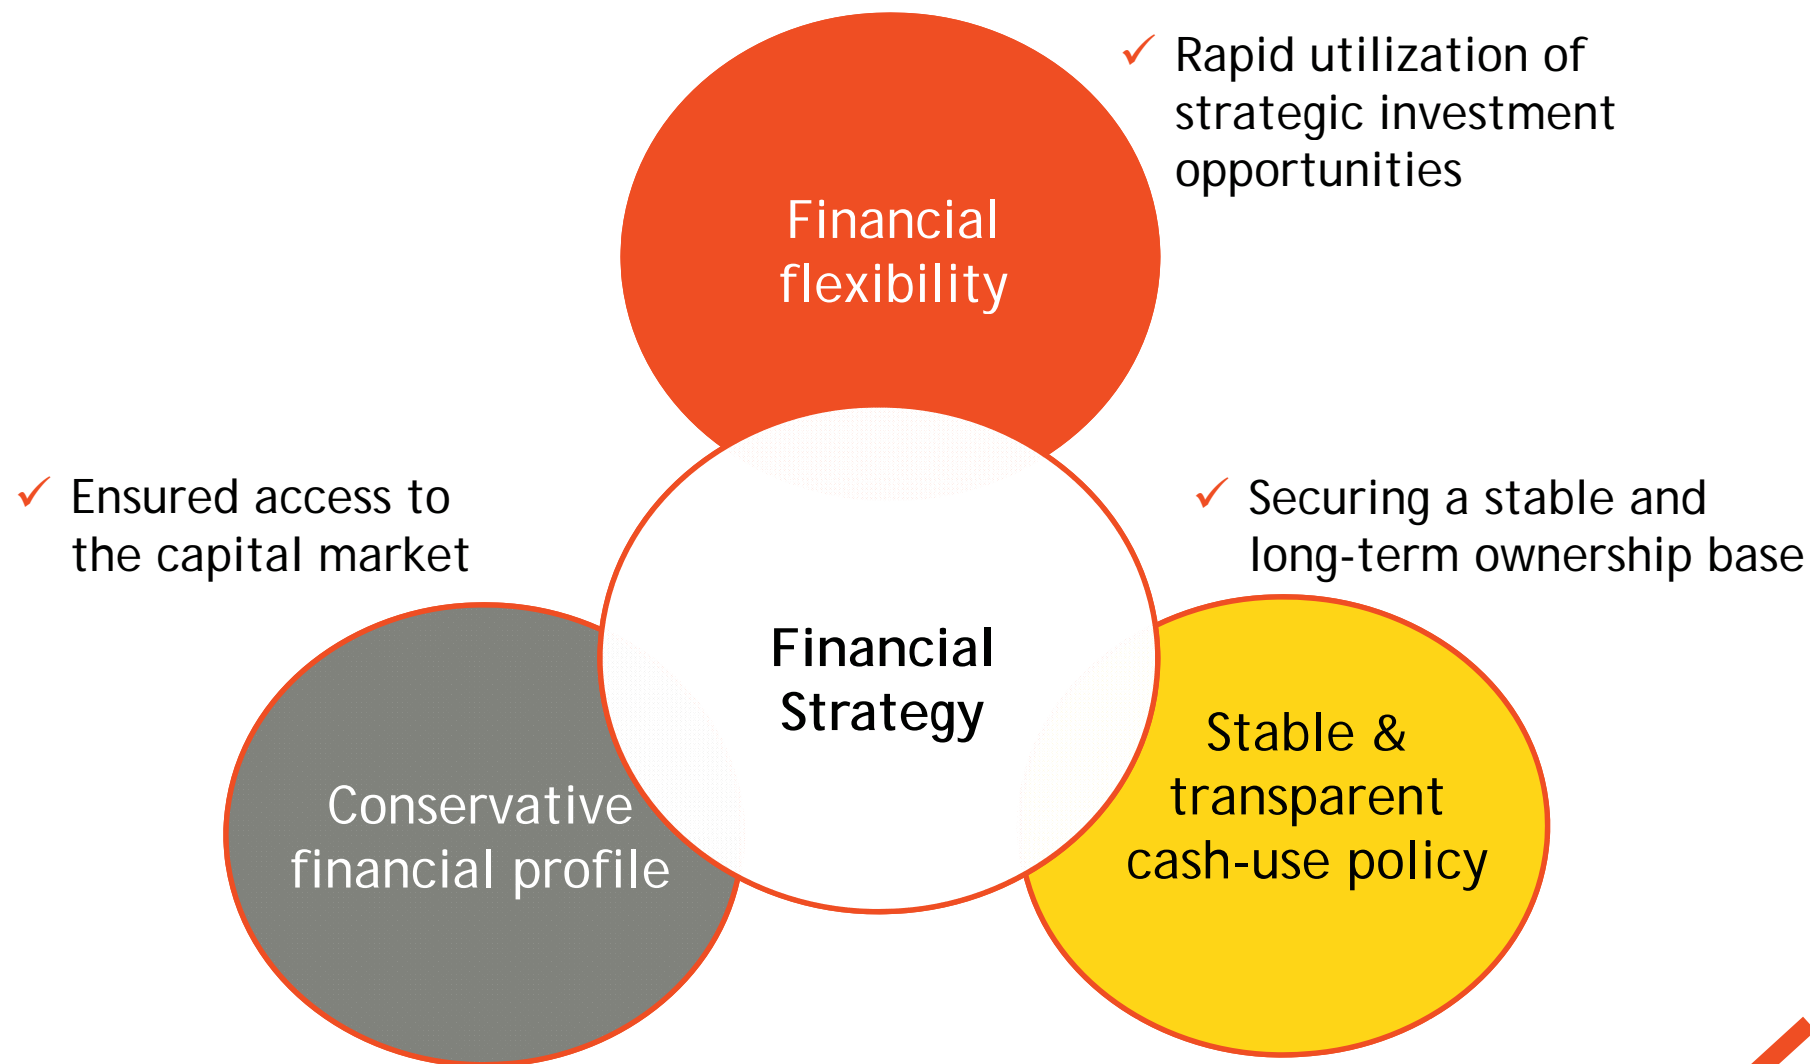 ✓ Rapid utilization of
strategic investment
opportunities
Financial
flexibility
✓ Ensured access to
the capital market
✓ Securing a stable and
long-term ownership base
Financial
Strategy
Conservative
financial profile
Stable &
transparent
cash-use policy